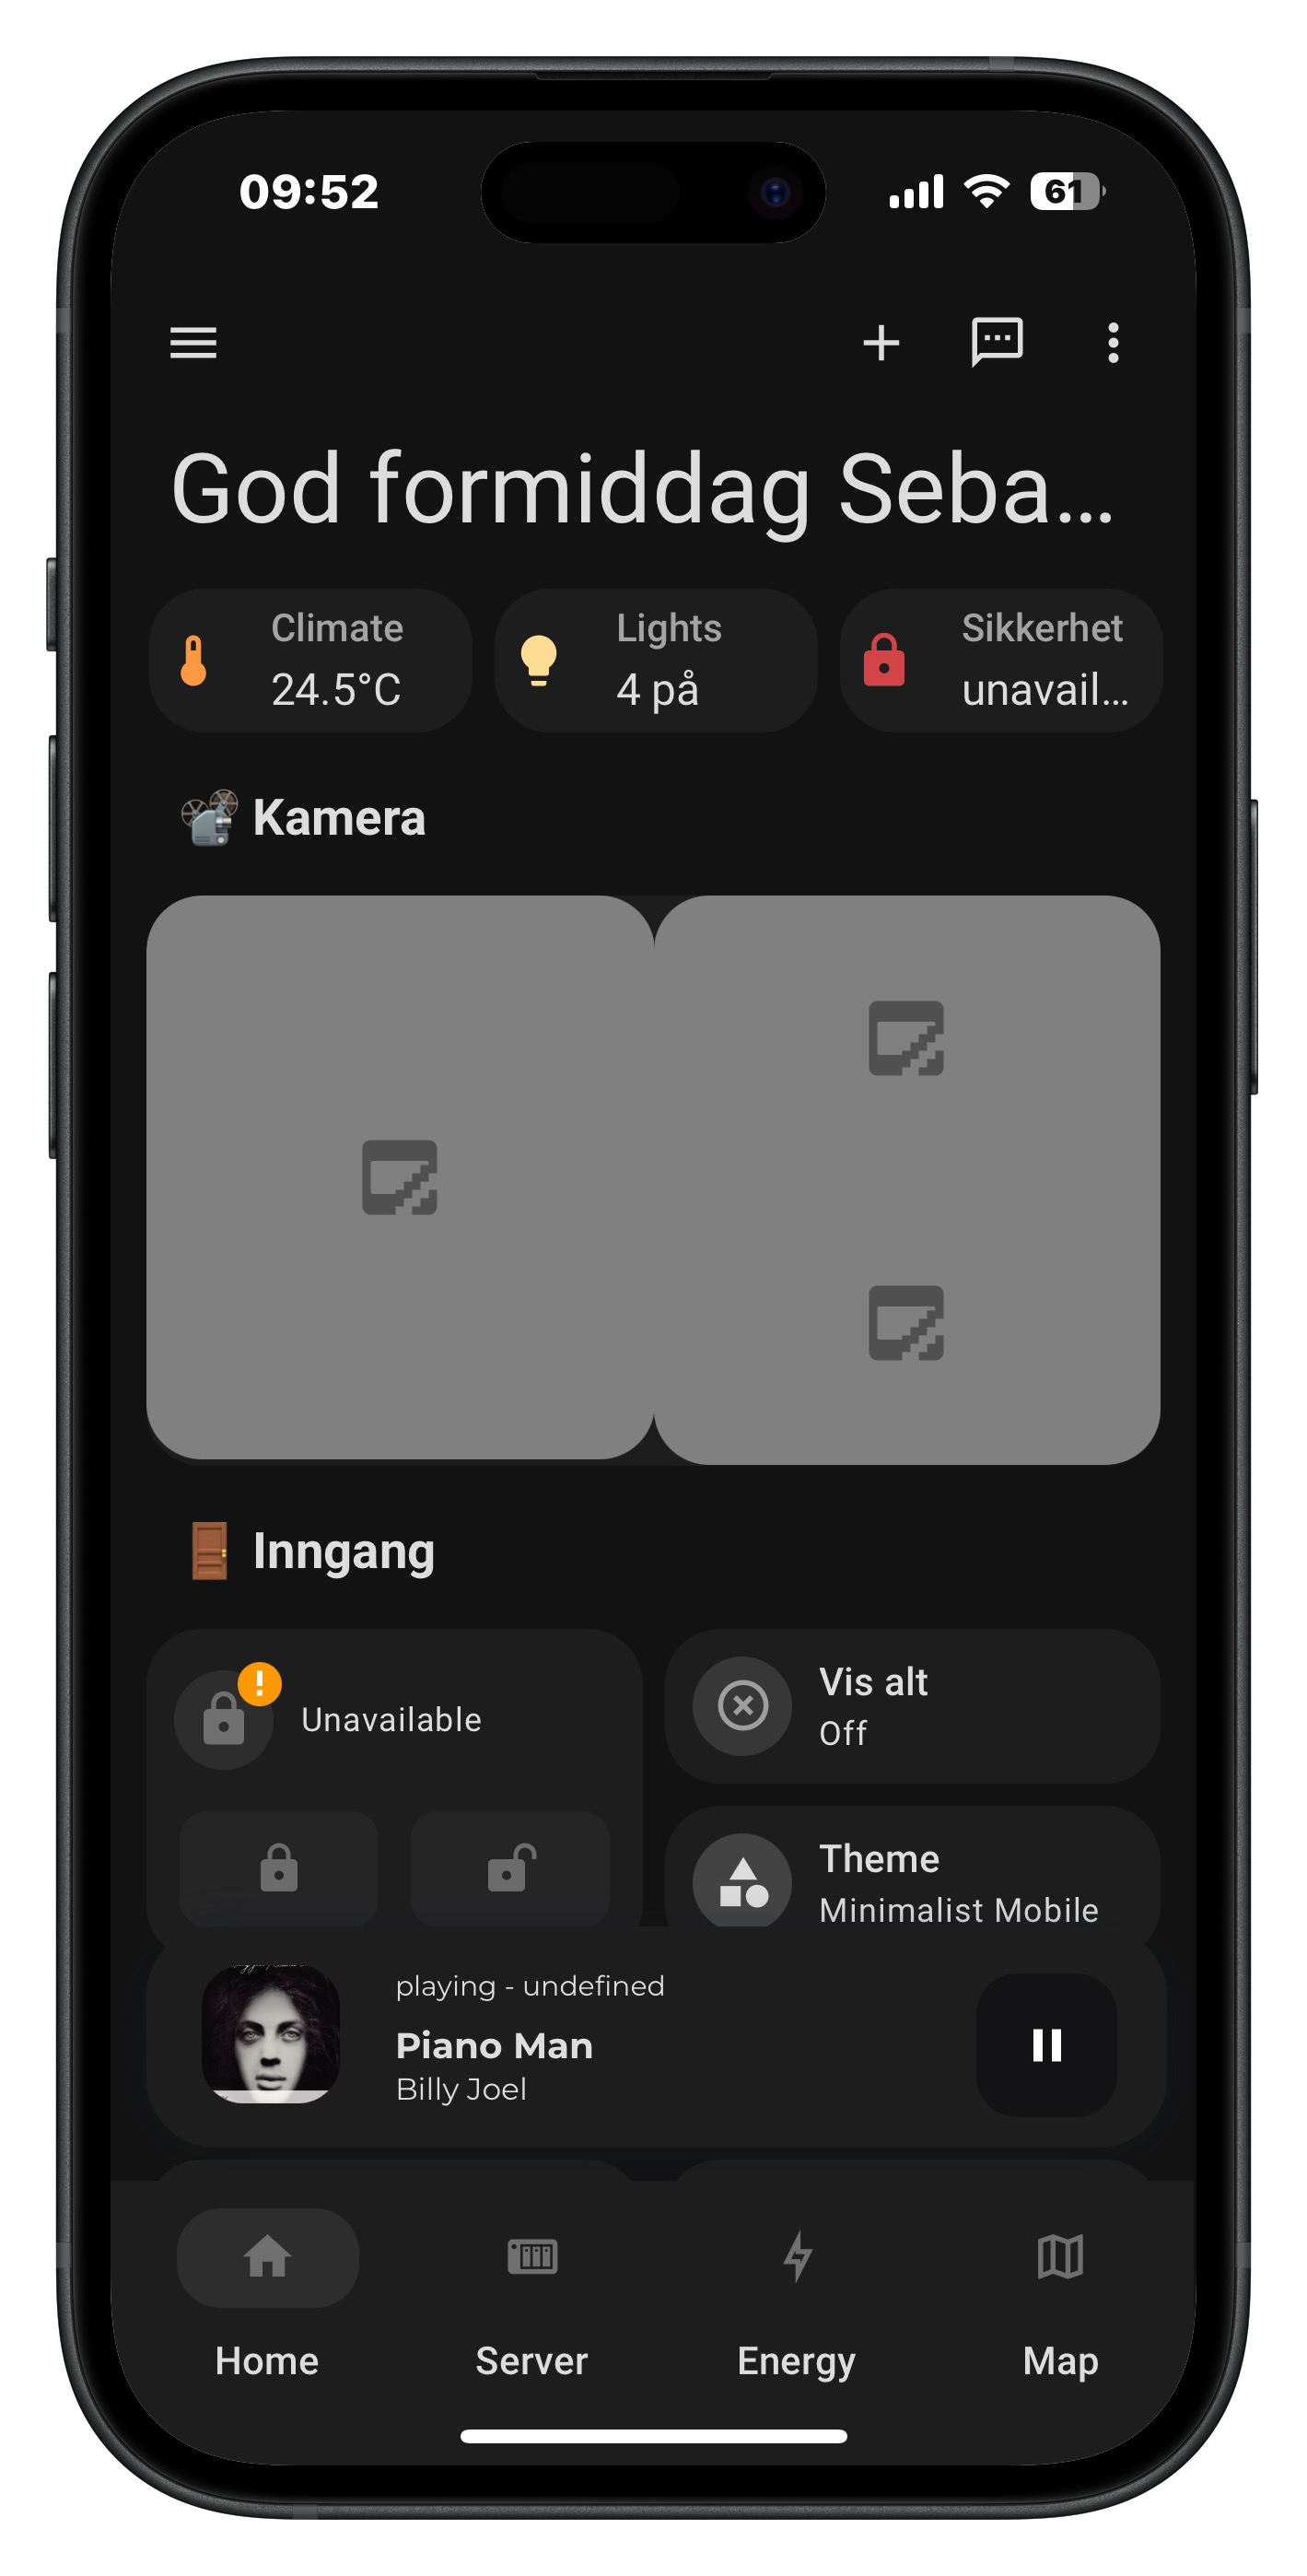 09:52
61
God formiddag Seba...
Climate
24.5°C
Lights
4 på
Sikkerhet
unavail...
Kamera
Inngang
Unavailable
Vis alt
Off
Theme
Minimalist Mobile
playing - undefined
Piano Man
Billy Joel
Home
Server
Energy
Map